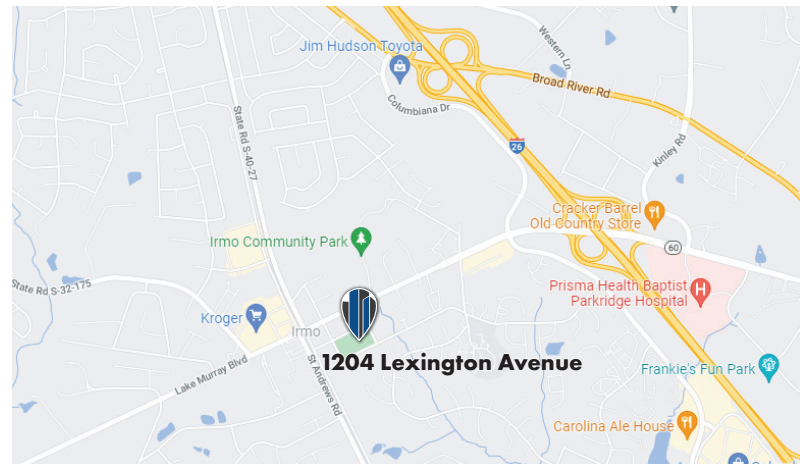 Western Ln
Jim Hudson Toyota
Broad River Rd
Columbiana Dr
State Rd S-40-27
26
Kinley Rd
Cracker Barrel
Old Country Store
Irmo Community Park
60
State Rd S-32-175
Prisma Health Baptist
Parkridge Hospital
H
Kroger
Irmo
1204 Lexington Avenue
Lake Murray Blvd
St Andrews Rd
Frankie's Fun Park
Carolina Ale House